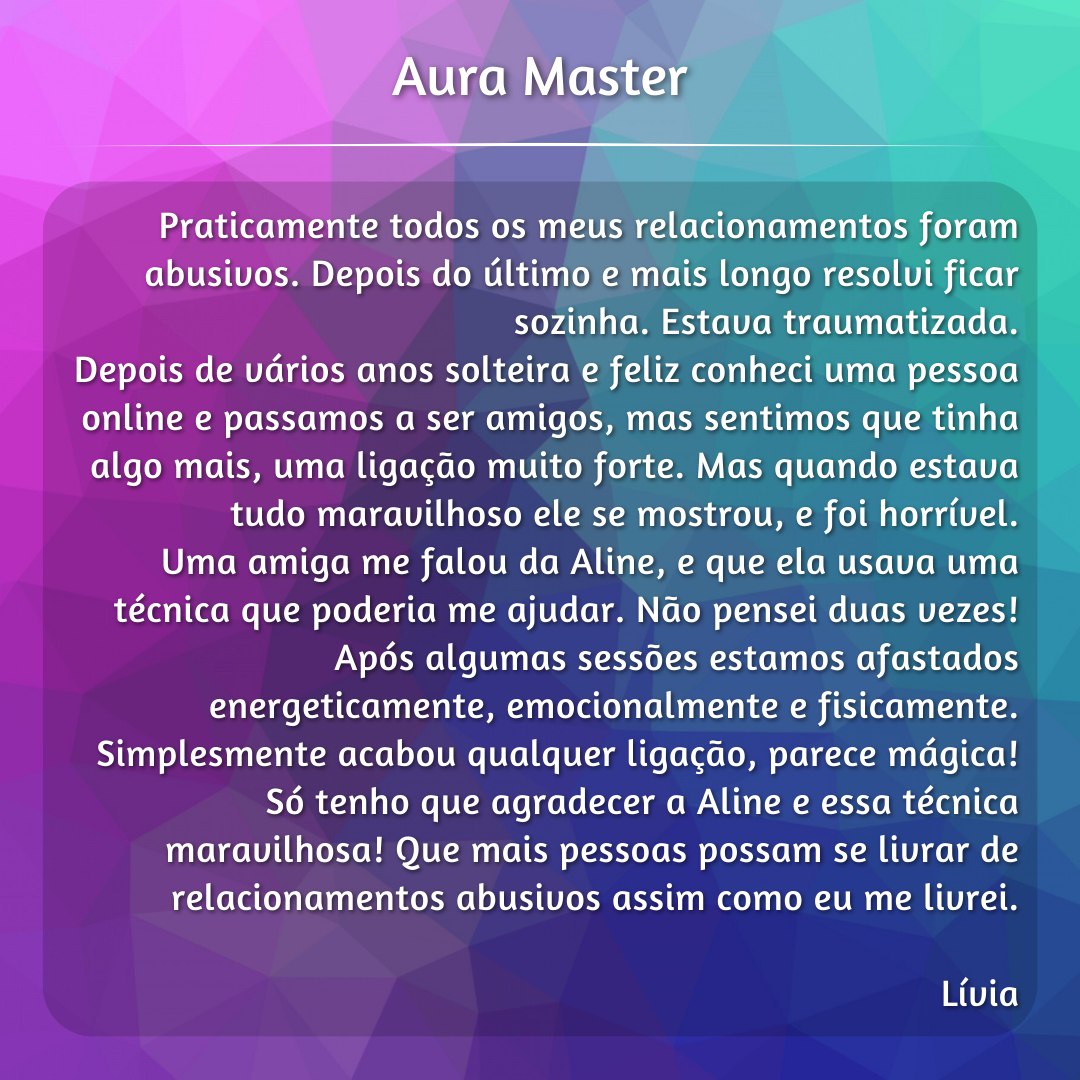 Aura Master
Praticamente todos os meus relacionamentos foram
abusivos. Depois do último e mais longo resolvi ficar
sozinha. Estava traumatizada.
Depois de vários anos solteira e feliz conheci uma pessoa
online e passamos a ser amigos, mas sentimos que tinha
algo mais, uma ligação muito forte. Mas quando estava
tudo maravilhoso ele se mostrou, e foi horrível.
Uma amiga me falou da Aline, e que ela usava uma
técnica que poderia me ajudar. Não pensei duas vezes!
Após algumas sessões estamos afastados
energeticamente, emocionalmente e fisicamente.
Simplesmente acabou qualquer ligação, parece mágica!
Só tenho que agradecer a Aline e essa técnica
maravilhosa! Que mais pessoas possam se livrar de
relacionamentos abusivos assim como eu me livrei.
Lívia